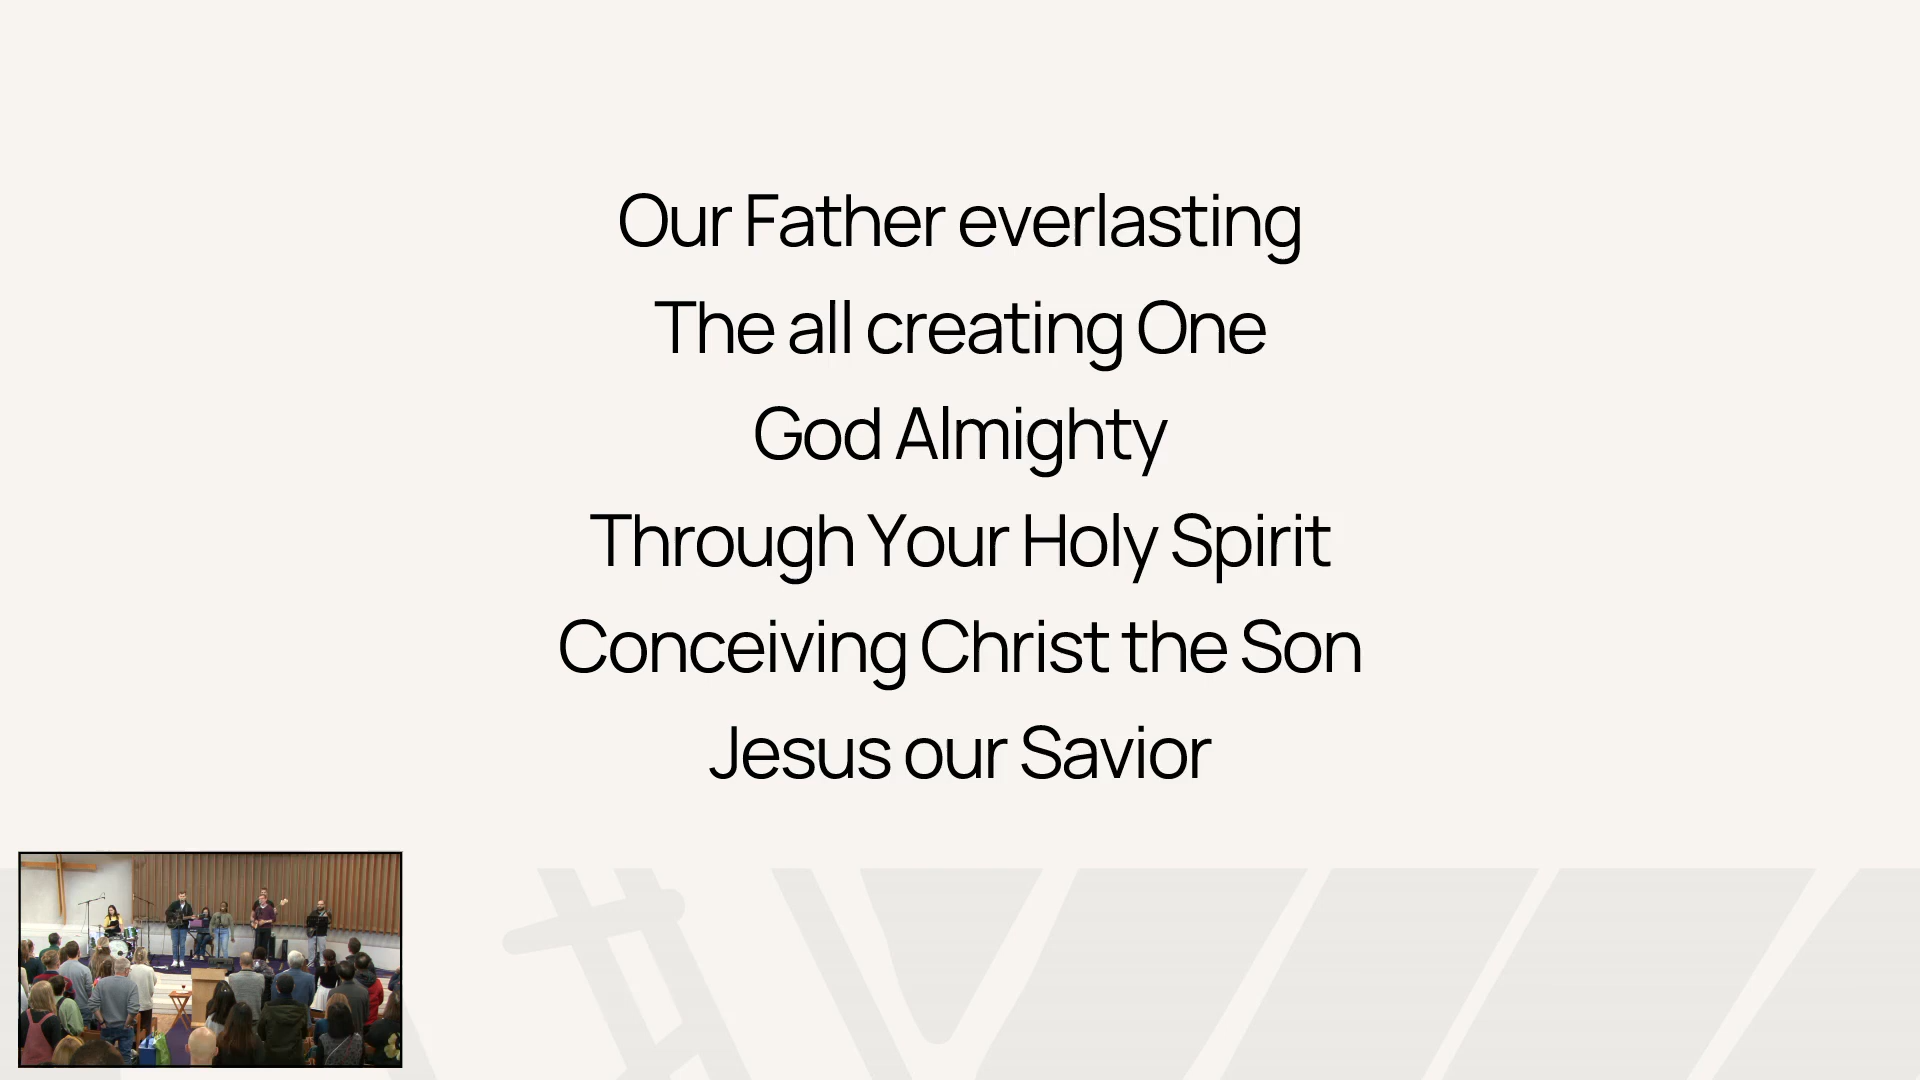 Our Father everlasting
The all creating One
God Almighty
Through Your Holy Spirit
Conceiving Christ the Son
Jesus our Savior